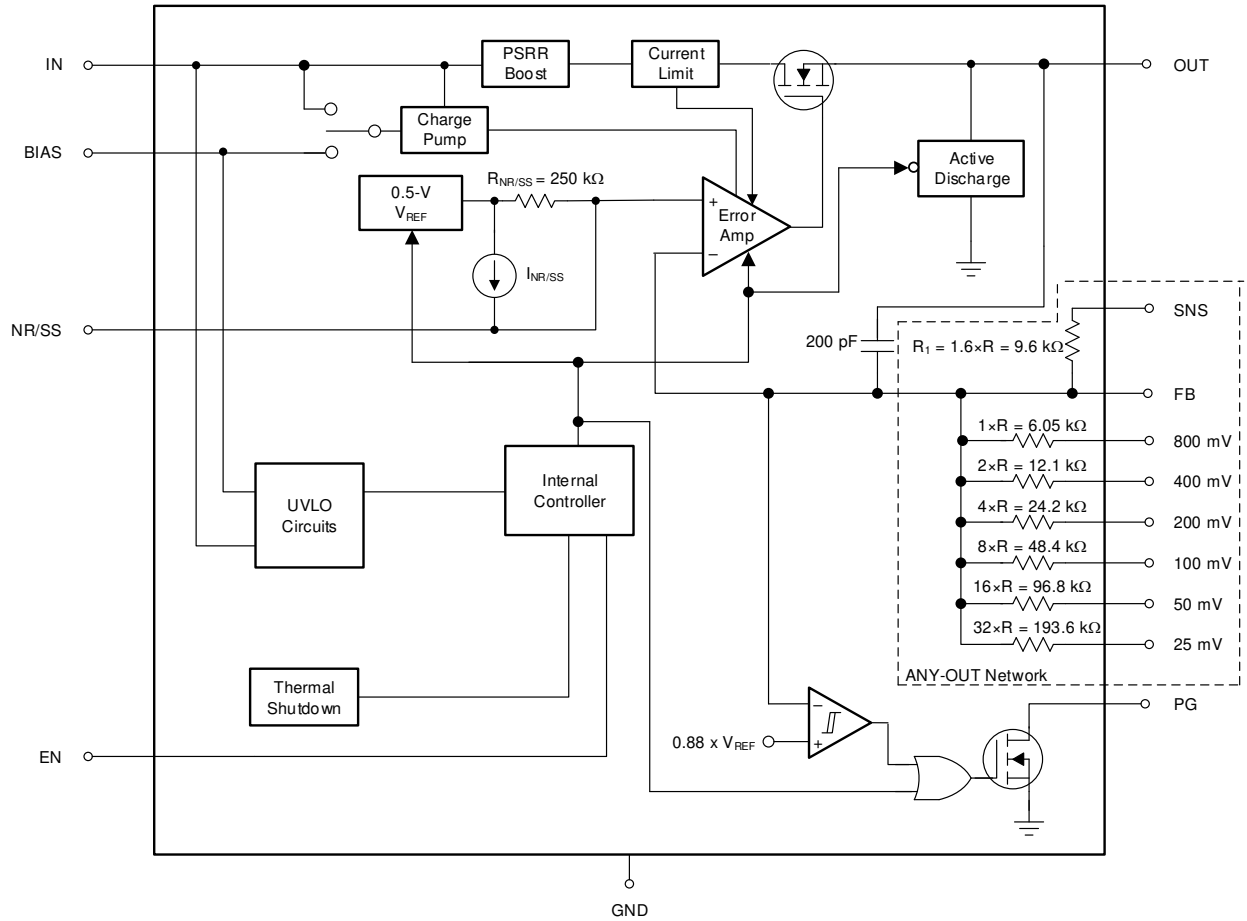 IN
PSRR
Boost
Current
Limit
OUT
Charge
Pump
BIAS
Active
Discharge
0.5-V
VREF
RNR/SS = 250 kΩ
+
Error
Amp
−
INR/SS
NR/SS
SNS
200 pF
R1 = 1.6×R = 9.6 kΩ
FB
1×R = 6.05 kΩ
800 mV
2×R = 12.1 kΩ
400 mV
4×R = 24.2 kΩ
200 mV
8×R = 48.4 kΩ
100 mV
16×R = 96.8 kΩ
50 mV
32×R = 193.6 kΩ
25 mV
ANY-OUT Network
UVLO
Circuits
Internal
Controller
Thermal
Shutdown
PG
−
0.88 x VREF
+
EN
GND